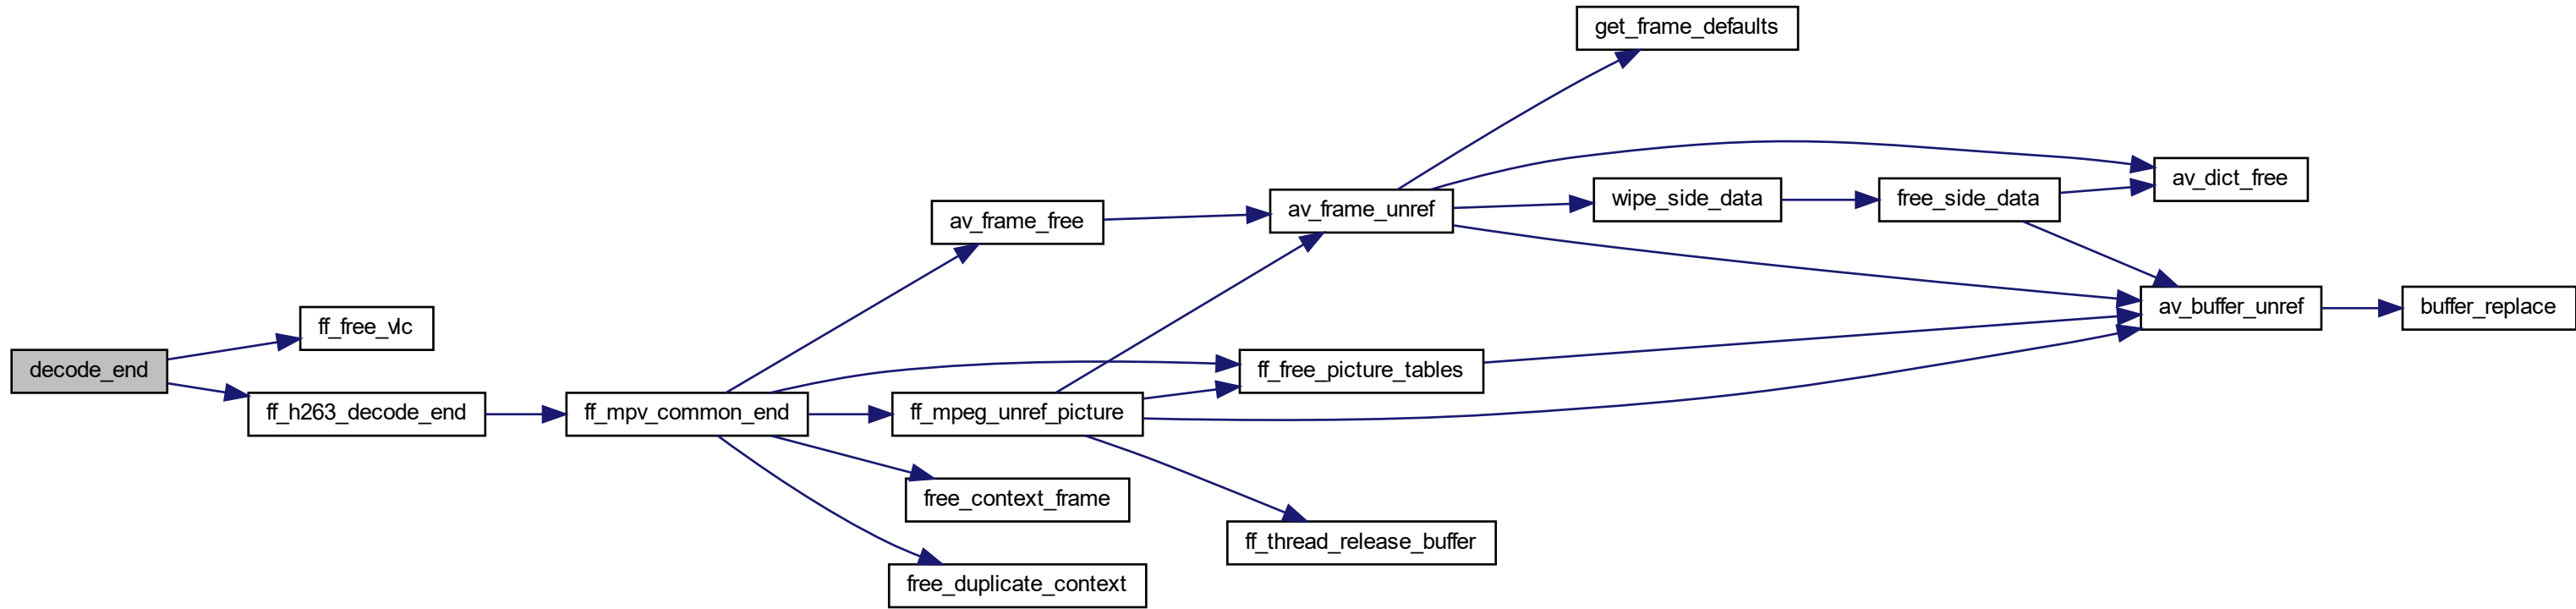 get_frame_defaults
av_dict_free
wipe_side_data
free_side_data
av_frame_unref
av_frame_free
av_buffer_unref
buffer_replace
ff_free_vlc
decode_end
ff_free_picture_tables
ff_h263_decode_end
ff_mpv_common_end
ff_mpeg_unref_picture
free_context_frame
ff_thread_release_buffer
free_duplicate_context